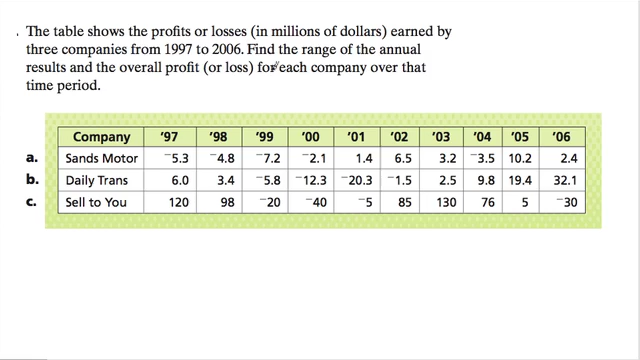 The table shows the profits or losses (in millions of dollars) earned by
three companies from 1997 to 2006. Find the range of the annual
results and the overall profit (or loss) for each company over that
time period.
Company ’97 ’98 ’99 ’00 ’01 ’02 ’03 ’04 ’05 ’06
a. Sands Motor ⁻5.3 ⁻4.8 ⁻7.2 ⁻2.1 1.4 6.5 3.2 ⁻3.5 10.2 2.4
b. Daily Trans 6.0 3.4 ⁻5.8 ⁻12.3 ⁻20.3 ⁻1.5 2.5 9.8 19.4 32.1
c. Sell to You 120 98 ⁻20 ⁻40 ⁻5 85 130 76 5 ⁻30